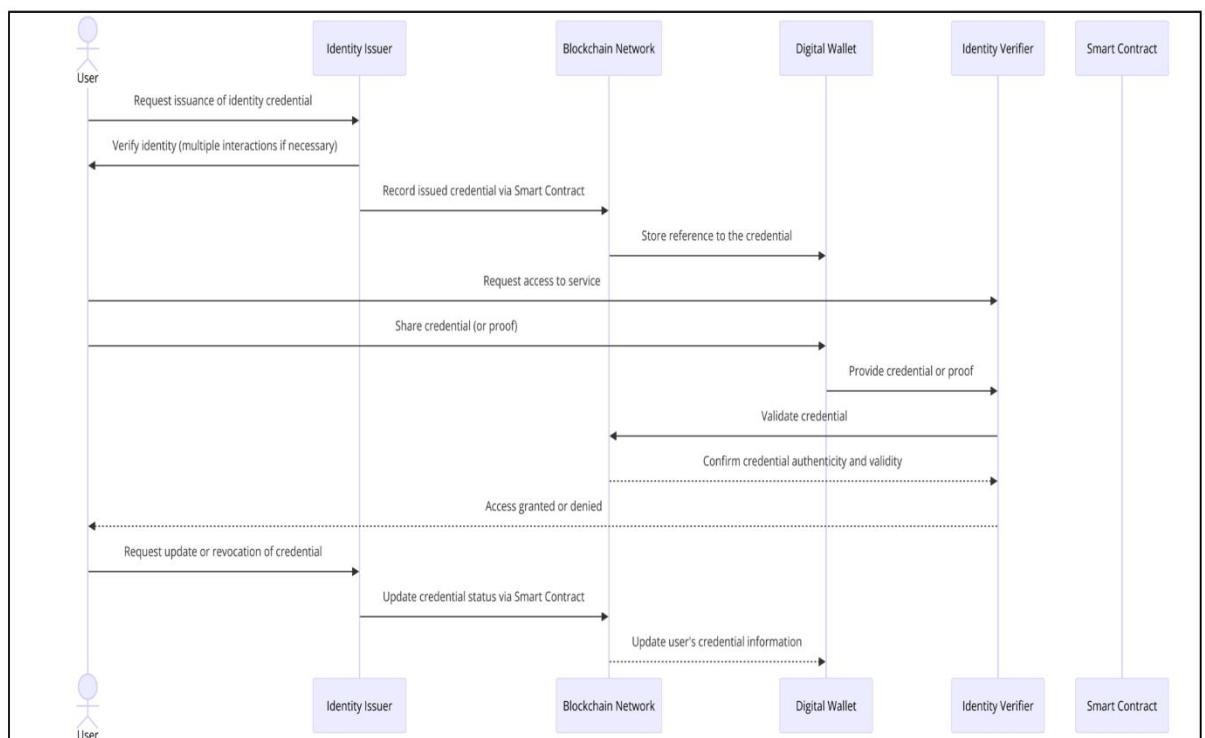 Identity Issuer
Blockchain Network
Digital Wallet
Identity Verifier
Smart Contract
User
Request issuance of identity credential
Verify identity (multiple interactions if necessary)
Record issued credential via Smart Contract
Store reference to the credential
Request access to service
Share credential (or proof)
Provide credential or proof
Validate credential
Confirm credential authenticity and validity
Access granted or denied
Request update or revocation of credential
Update credential status via Smart Contract
Update user's credential information
Identity Issuer
Blockchain Network
Digital Wallet
Identity Verifier
Smart Contract
User